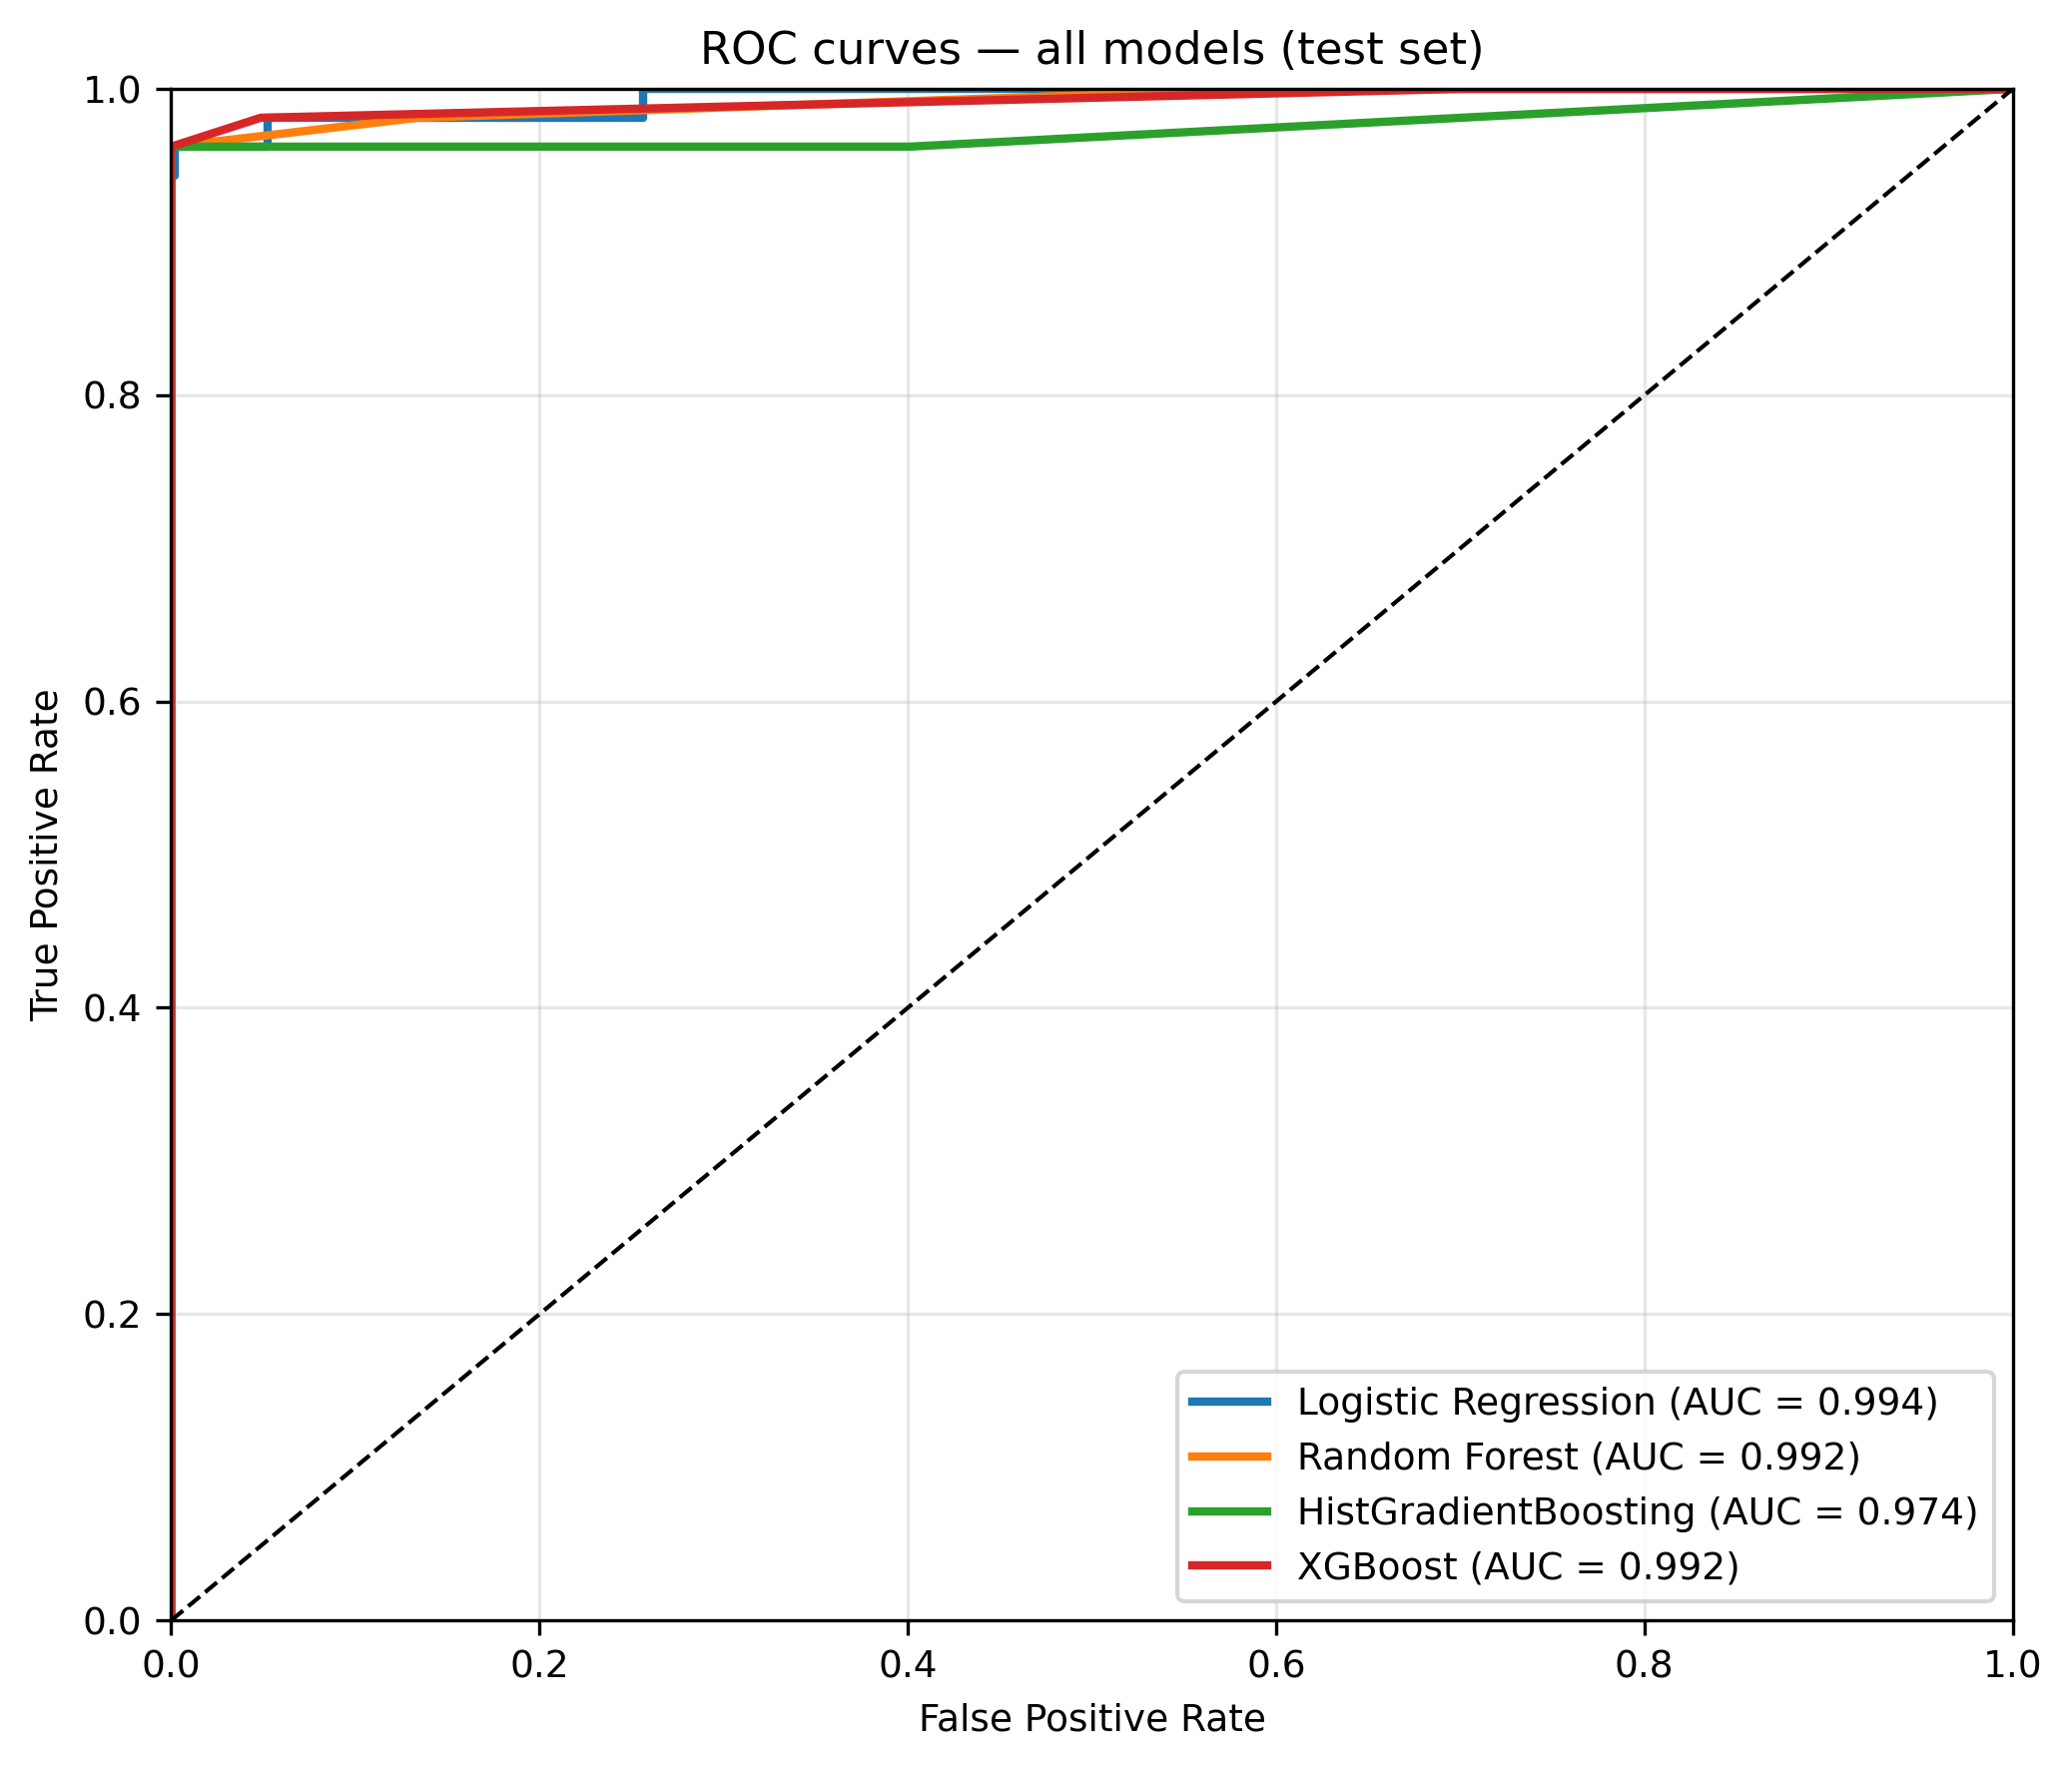 ROC curves — all models (test set)
1.0
0.8
0.6
0.4
0.2
0.0
True Positive Rate
0.0 0.2 0.4 0.6 0.8 1.0
False Positive Rate
Logistic Regression (AUC = 0.994)
Random Forest (AUC = 0.992)
HistGradientBoosting (AUC = 0.974)
XGBoost (AUC = 0.992)